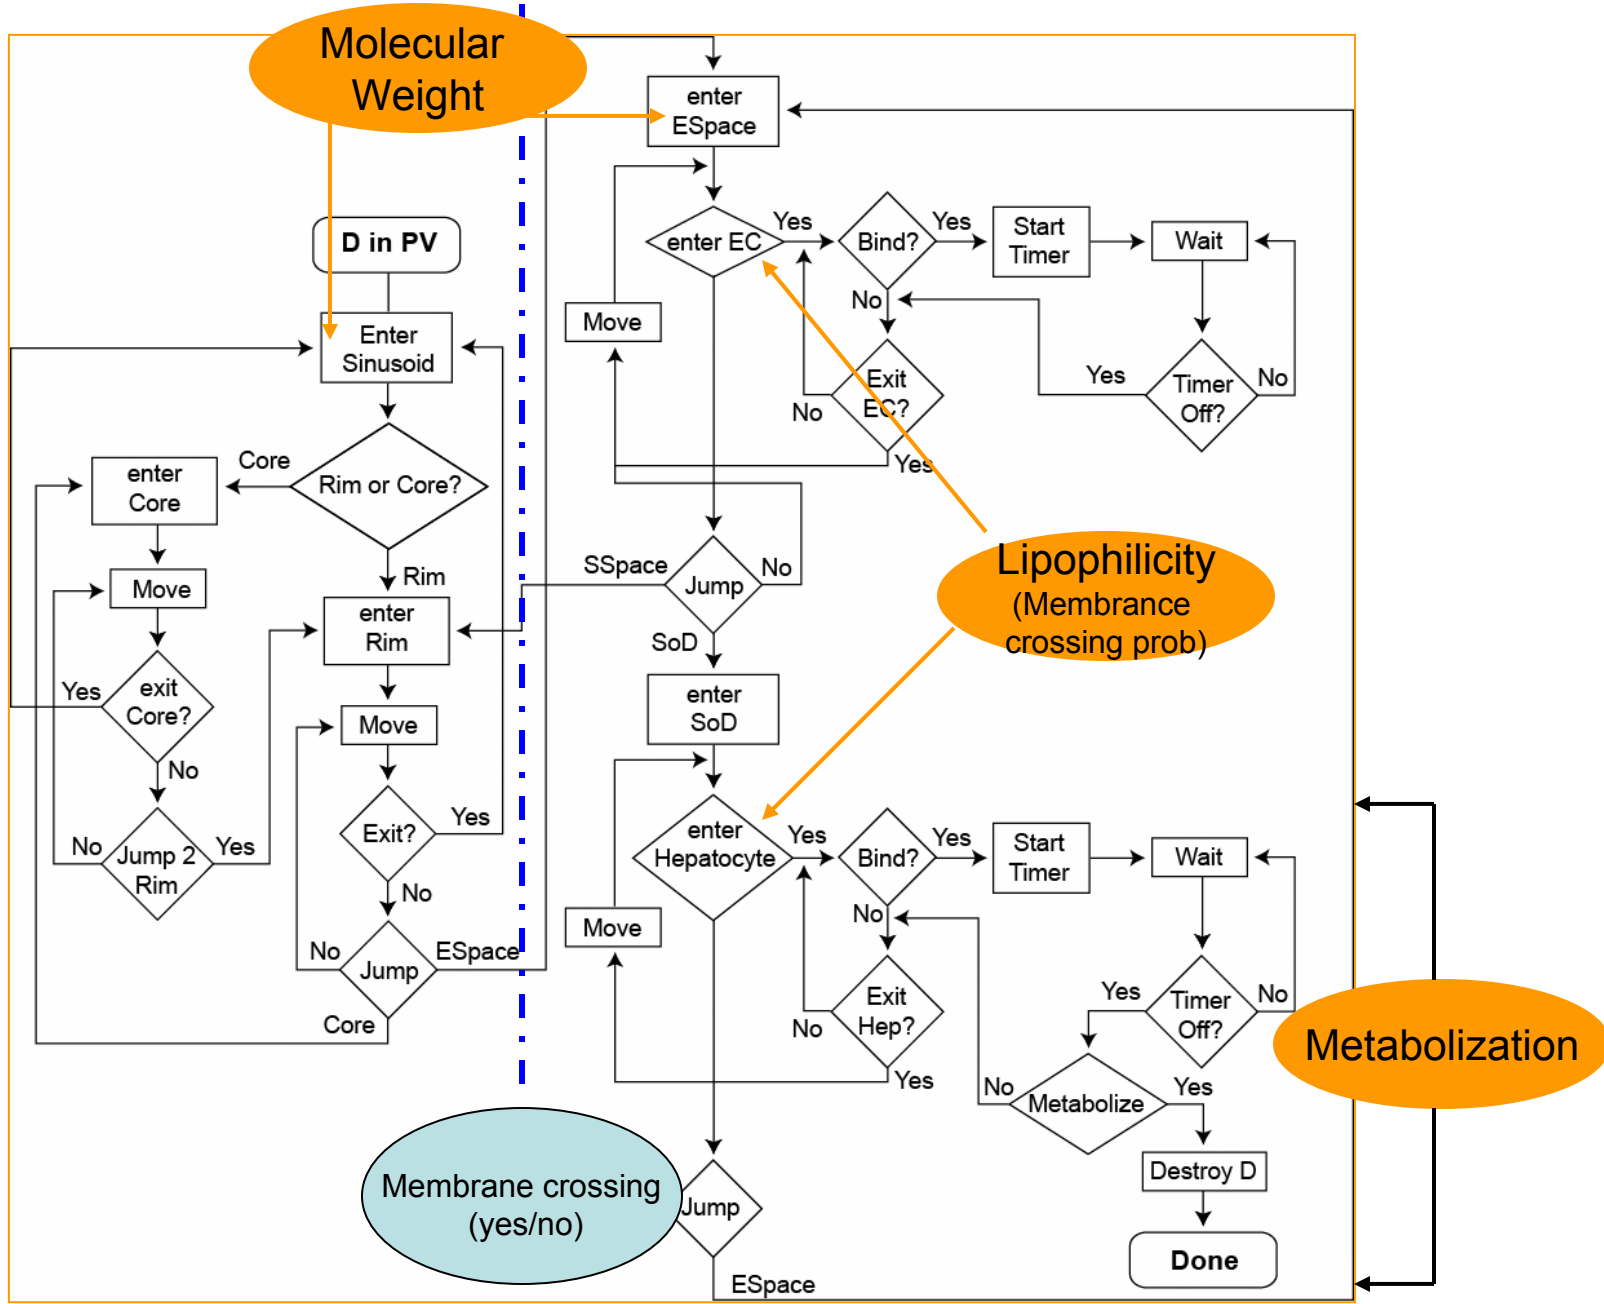 Molecular
Weight
enter
ESpace
D in PV
enter EC
Yes
Bind?
Yes
Start
Timer
Wait
No
Move
Enter
Sinusoid
Exit
EC?
No
Yes
Yes
Timer
Off?
No
Core
Rim or Core?
enter
Core
Rim
Move
enter
Rim
SSpace
Jump
No
SoD
Lipophilicity
(Membrance
crossing prob)
Yes
exit
Core?
No
Move
enter
SoD
No
Jump 2
Rim
Yes
Exit?
Yes
No
enter
Hepatocyte
Yes
Bind?
Yes
Start
Timer
Wait
No
Move
No
Jump
ESpace
Core
Exit
Hep?
No
Yes
Yes
Timer
Off?
No
Metabolization
No
Metabolize
Yes
Destroy D
Done
Membrane crossing
(yes/no)
Jump
ESpace